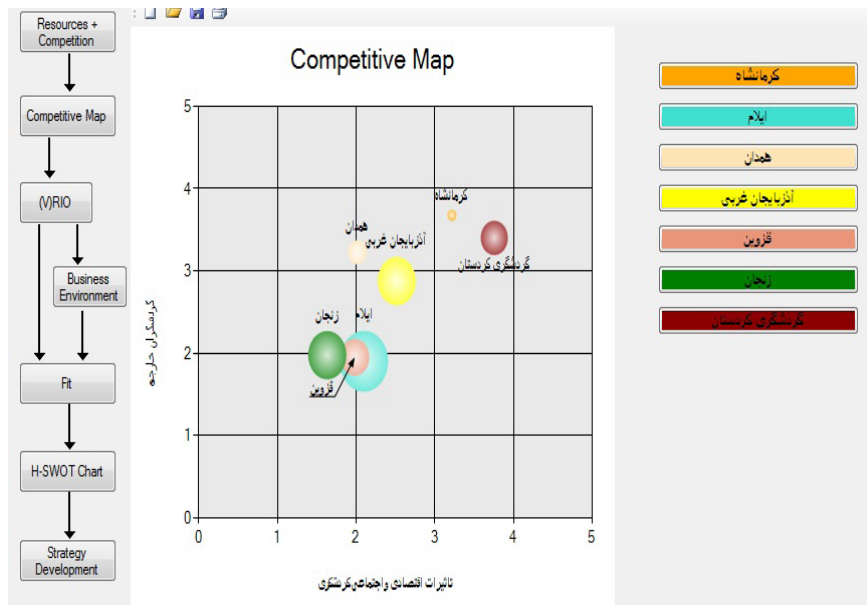 Resources +
Competition
Competitive Map
(V)RIO
Business
Environment
Fit
H-SWOT Chart
Strategy
Development
Competitive Map
5
4
3
2
1
0
0
1
2
3
4
5
کرمانشاه
همدان
آذربایجان غربی
گردشگری کردستان
زنجان
ایلام
قزوین
گردشگران خارجه
تاثیرات اقتصادی و اجتماعی گردشگری
کرمانشاه
ایلام
همدان
آذربایجان غربی
قزوین
زنجان
گردشگری کردستان